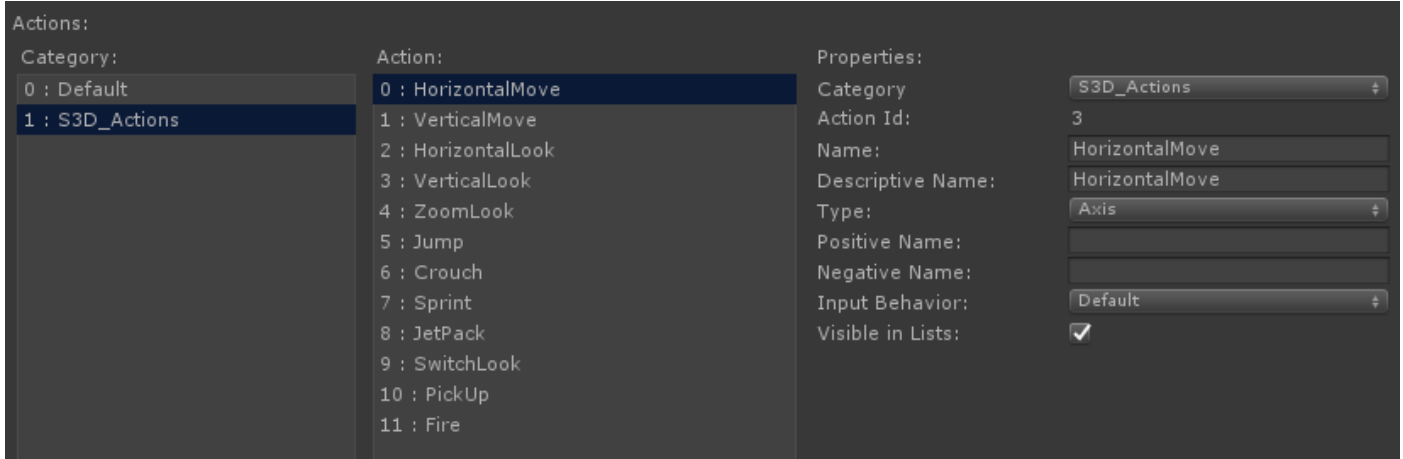 Actions:
Category:
0 : Default
1 : S3D_Actions
Action:
0 : HorizontalMove
1 : VerticalMove
2 : HorizontalLook
3 : VerticalLook
4 : ZoomLook
5 : Jump
6 : Crouch
7 : Sprint
8 : JetPack
9 : SwitchLook
10 : PickUp
11 : Fire
Properties:
Category S3D_Actions
Action Id: 3
Name: HorizontalMove
Descriptive Name: HorizontalMove
Type: Axis
Positive Name:
Negative Name:
Input Behavior: Default
Visible in Lists: